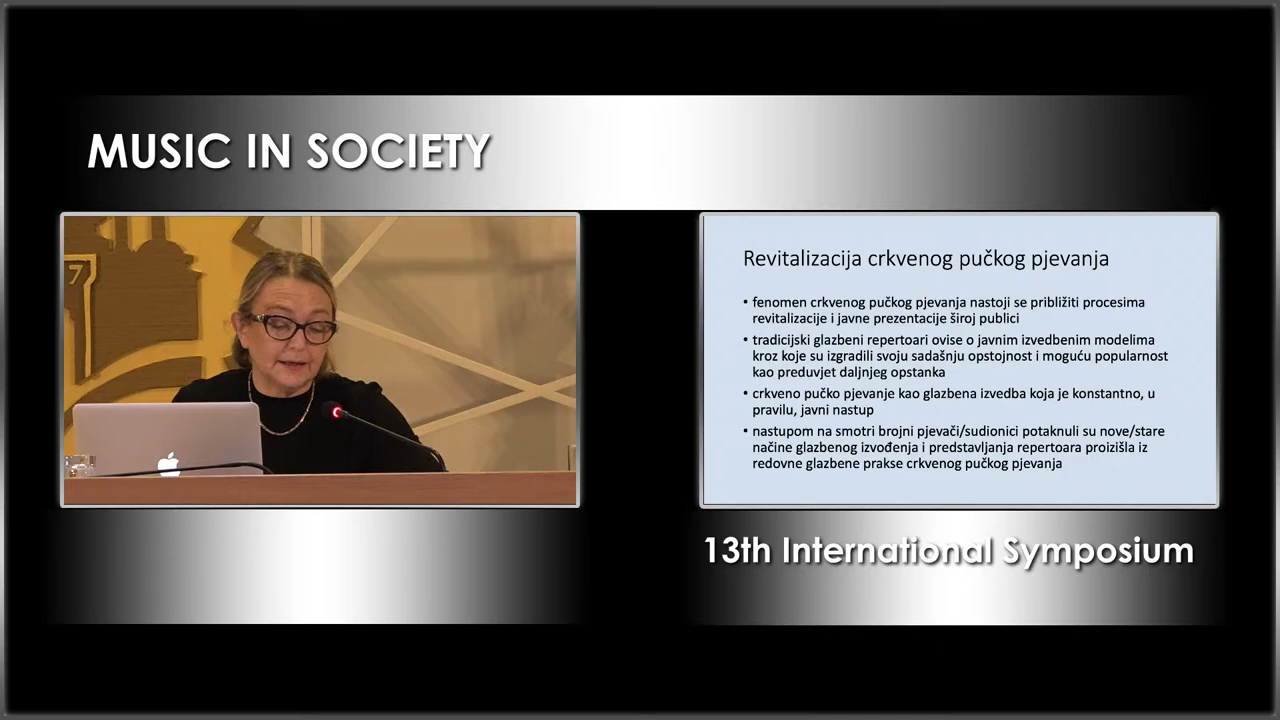 MUSIC IN SOCIETY
7
Revitalizacija crkvenog pučkog pjevanja
• fenomen crkvenog pučkog pjevanja nastoji se približiti procesima
revitalizacije i javne prezentacije široj publici
• tradicijski glazbeni repertoari ovise o javnim izvedbenim modelima
kroz koje su izgradili svoju sadašnju opstojnost i moguću popularnost
kao preduvjet daljnjeg opstanka
• crkveno pučko pjevanje kao glazbena izvedba koja je konstantno, u
pravilu, javni nastup
• nastupom na smotri brojni pjevači/sudionici potaknuli su nove/stare
načine glazbenog izvođenja i predstavljanja repertoara proizišla iz
redovne glazbene prakse crkvenog pučkog pjevanja
13th International Symposium